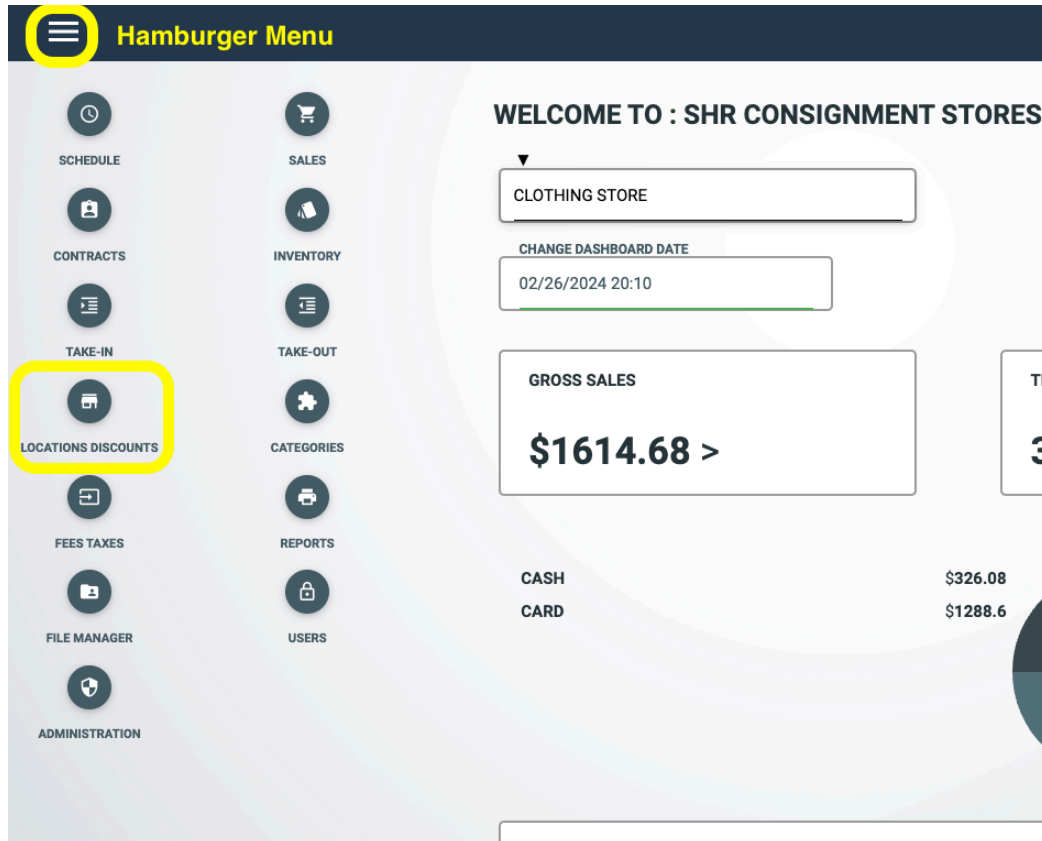 Hamburger Menu
SCHEDULE
SALES
CONTRACTS
INVENTORY
TAKE-IN
TAKE-OUT
LOCATIONS DISCOUNTS
CATEGORIES
FEES TAXES
REPORTS
FILE MANAGER
USERS
ADMINISTRATION
WELCOME TO : SHR CONSIGNMENT STORES
CLOTHING STORE
CHANGE DASHBOARD DATE
02/26/2024 20:10
GROSS SALES
$1614.68 >
CASH $326.08
CARD $1288.6